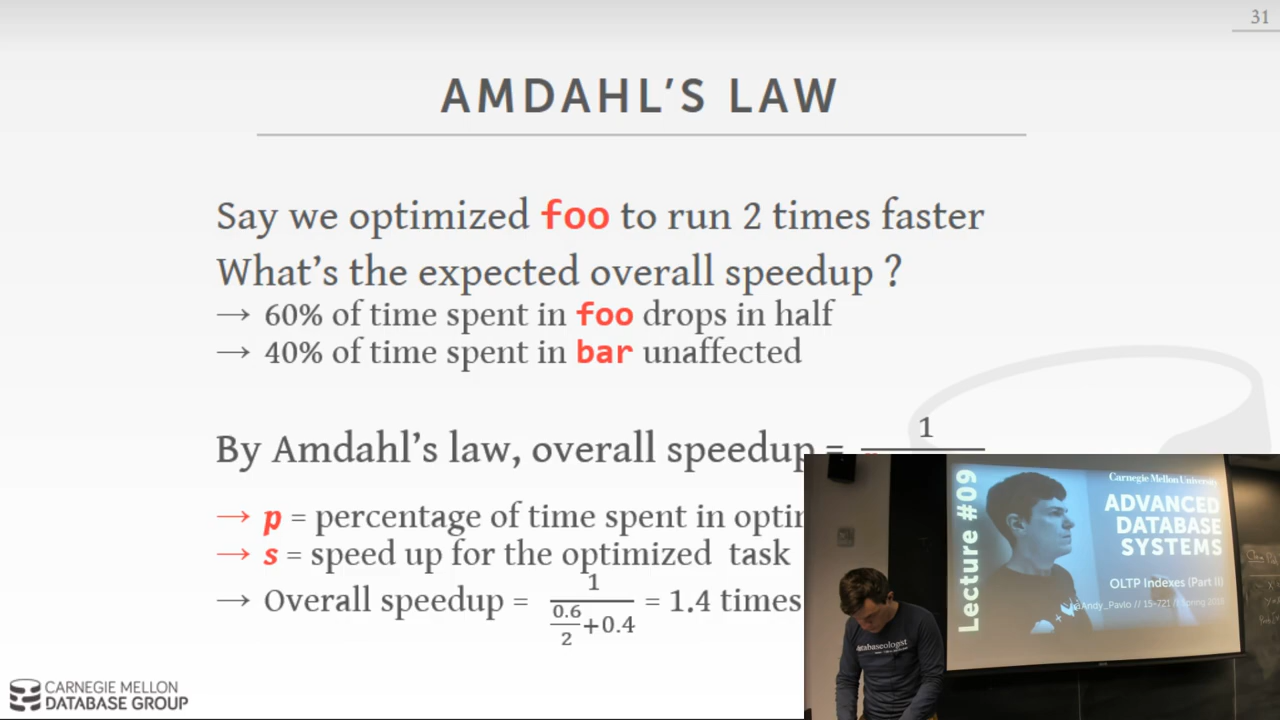 31
AMDAHL'S LAW
Say we optimized foo to run 2 times faster
What's the expected overall speedup ?
→ 60% of time spent in foo drops in half
→ 40% of time spent in bar unaffected
By Amdahl's law, overall speedup = 1
→ p = percentage of time spent in
→ s = speed up for the optimized task
→ Overall speedup = 1 / (0.6/2 + 0.4) = 1.4 times
CARNEGIE MELLON
DATABASE GROUP
Lecture #09
Carnegie Mellon University
ADVANCED
DATABASE
SYSTEMS
OLTP Indexes (Part II)
@Andy_Pavlo // 15-721 // Spring 2018
databaseologist